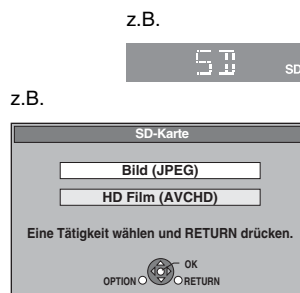 z.B.
SD SD
z.B.
SD-Karte
Bild (JPEG)
HD Film (AVCHD)
Eine Tätigkeit wählen und RETURN drücken.
OK
OPTION RETURN